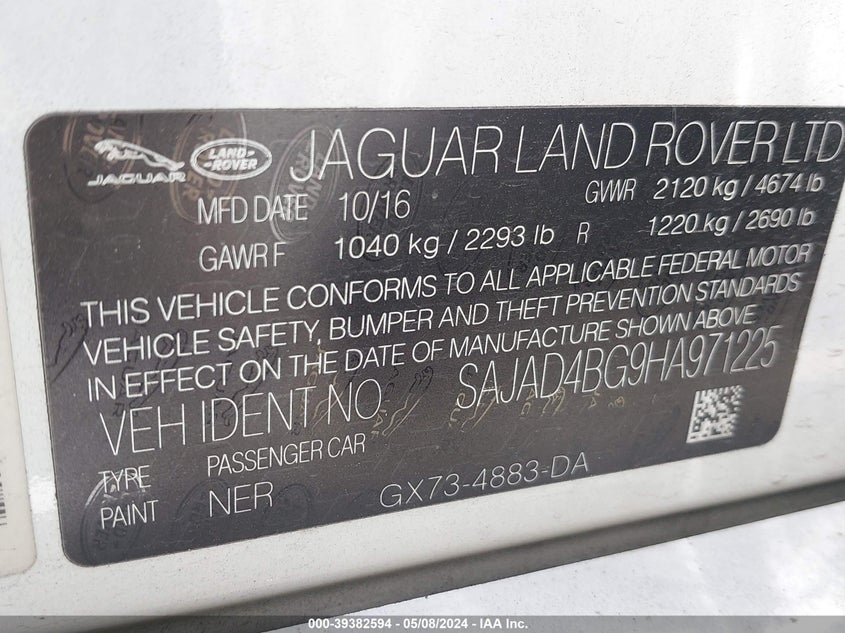 JAGUAR LAND ROVER LTD
JAGUAR
LAND
ROVER
MFD DATE 10/16 GVWR 2120 kg / 4674 lb
GAWR F 1040 kg / 2293 lb R 1220 kg / 2690 lb
THIS VEHICLE CONFORMS TO ALL APPLICABLE FEDERAL MOTOR
VEHICLE SAFETY, BUMPER AND THEFT PREVENTION STANDARDS
IN EFFECT ON THE DATE OF MANUFACTURE SHOWN ABOVE
VEH IDENT NO. SAJAD4BG9HA971225
TYPE PASSENGER CAR
PAINT NER GX73-4883-DA
000-39382594 - 05/08/2024 - IAA Inc.